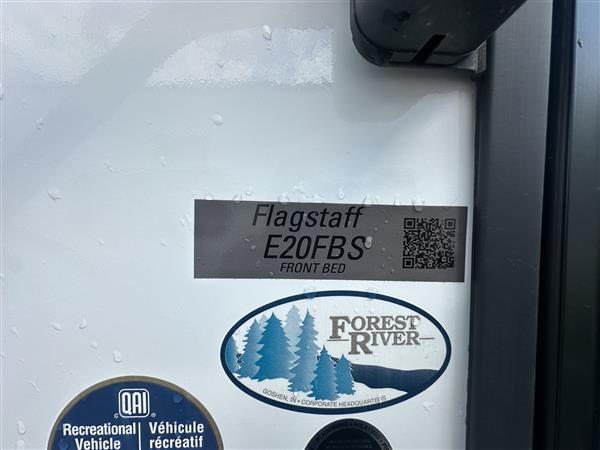 Flagstaff
E20FBS
FRONT BED
FOREST
RIVER
GOSHEN, IN • CORPORATE HEADQUARTERS
QAI
Recreational Véhicule
Vehicle récréatif